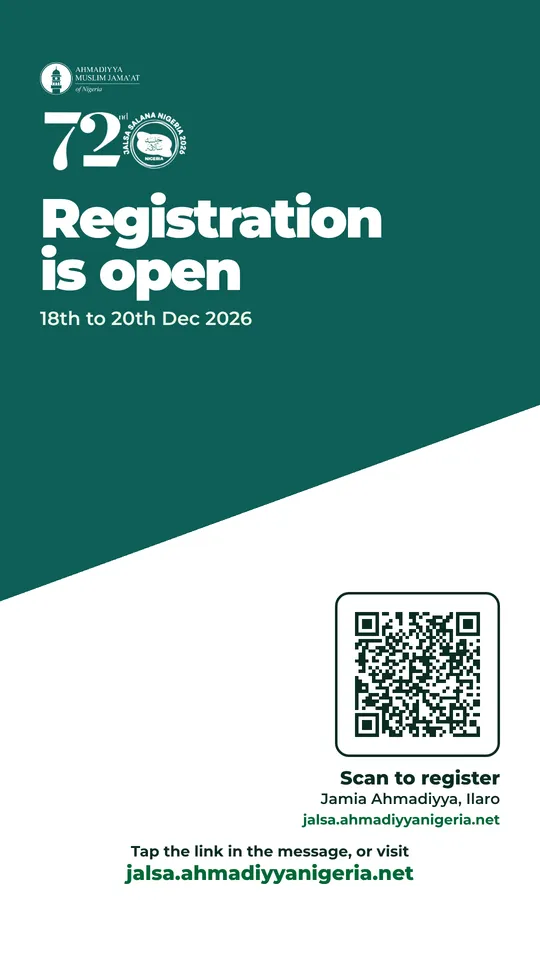 AHMADIYYA
MUSLIM JAMA'AT
of Nigeria
72nd
JALSA SALANA NIGERIA 2026
NIGERIA
Registration
is open
18th to 20th Dec 2026
Scan to register
Jamia Ahmadiyya, Ilaro
jalsa.ahmadiyyanigeria.net
Tap the link in the message, or visit
jalsa.ahmadiyyanigeria.net